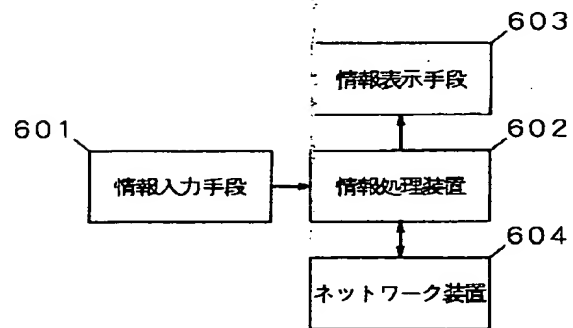 603
情報表示手段
601
602
情報入力手段
情報処理装置
604
ネットワーク装置